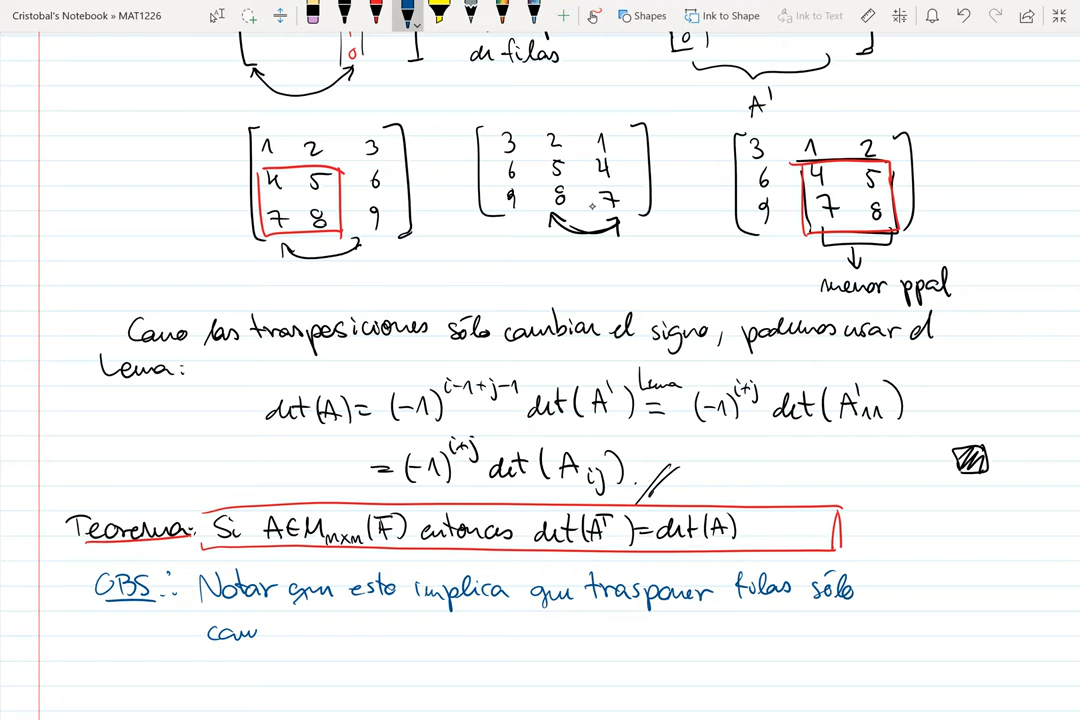 Cristobal's Notebook » MAT1226
Shapes
Ink to Shape
Ink to Text
0
de filas
0
A'
1 2 3
4 5 6
7 8 9
3 2 1
6 5 4
9 8 7
3 1 2
6 4 5
9 7 8
menor ppal
Como las trasposiciones sólo cambian el signo, podemos usar el
Lema:
det(A) = (-1)^{i-1+j-1} det(A') =^{Lema} (-1)^{i+j} det(A'_{11})
= (-1)^{i+j} det(A_{ij}).
Teorema: Si A∈M_{n×n}(F) entonces det(A^T)=det(A)
OBS: Notar que esto implica que trasponer filas sólo
cam